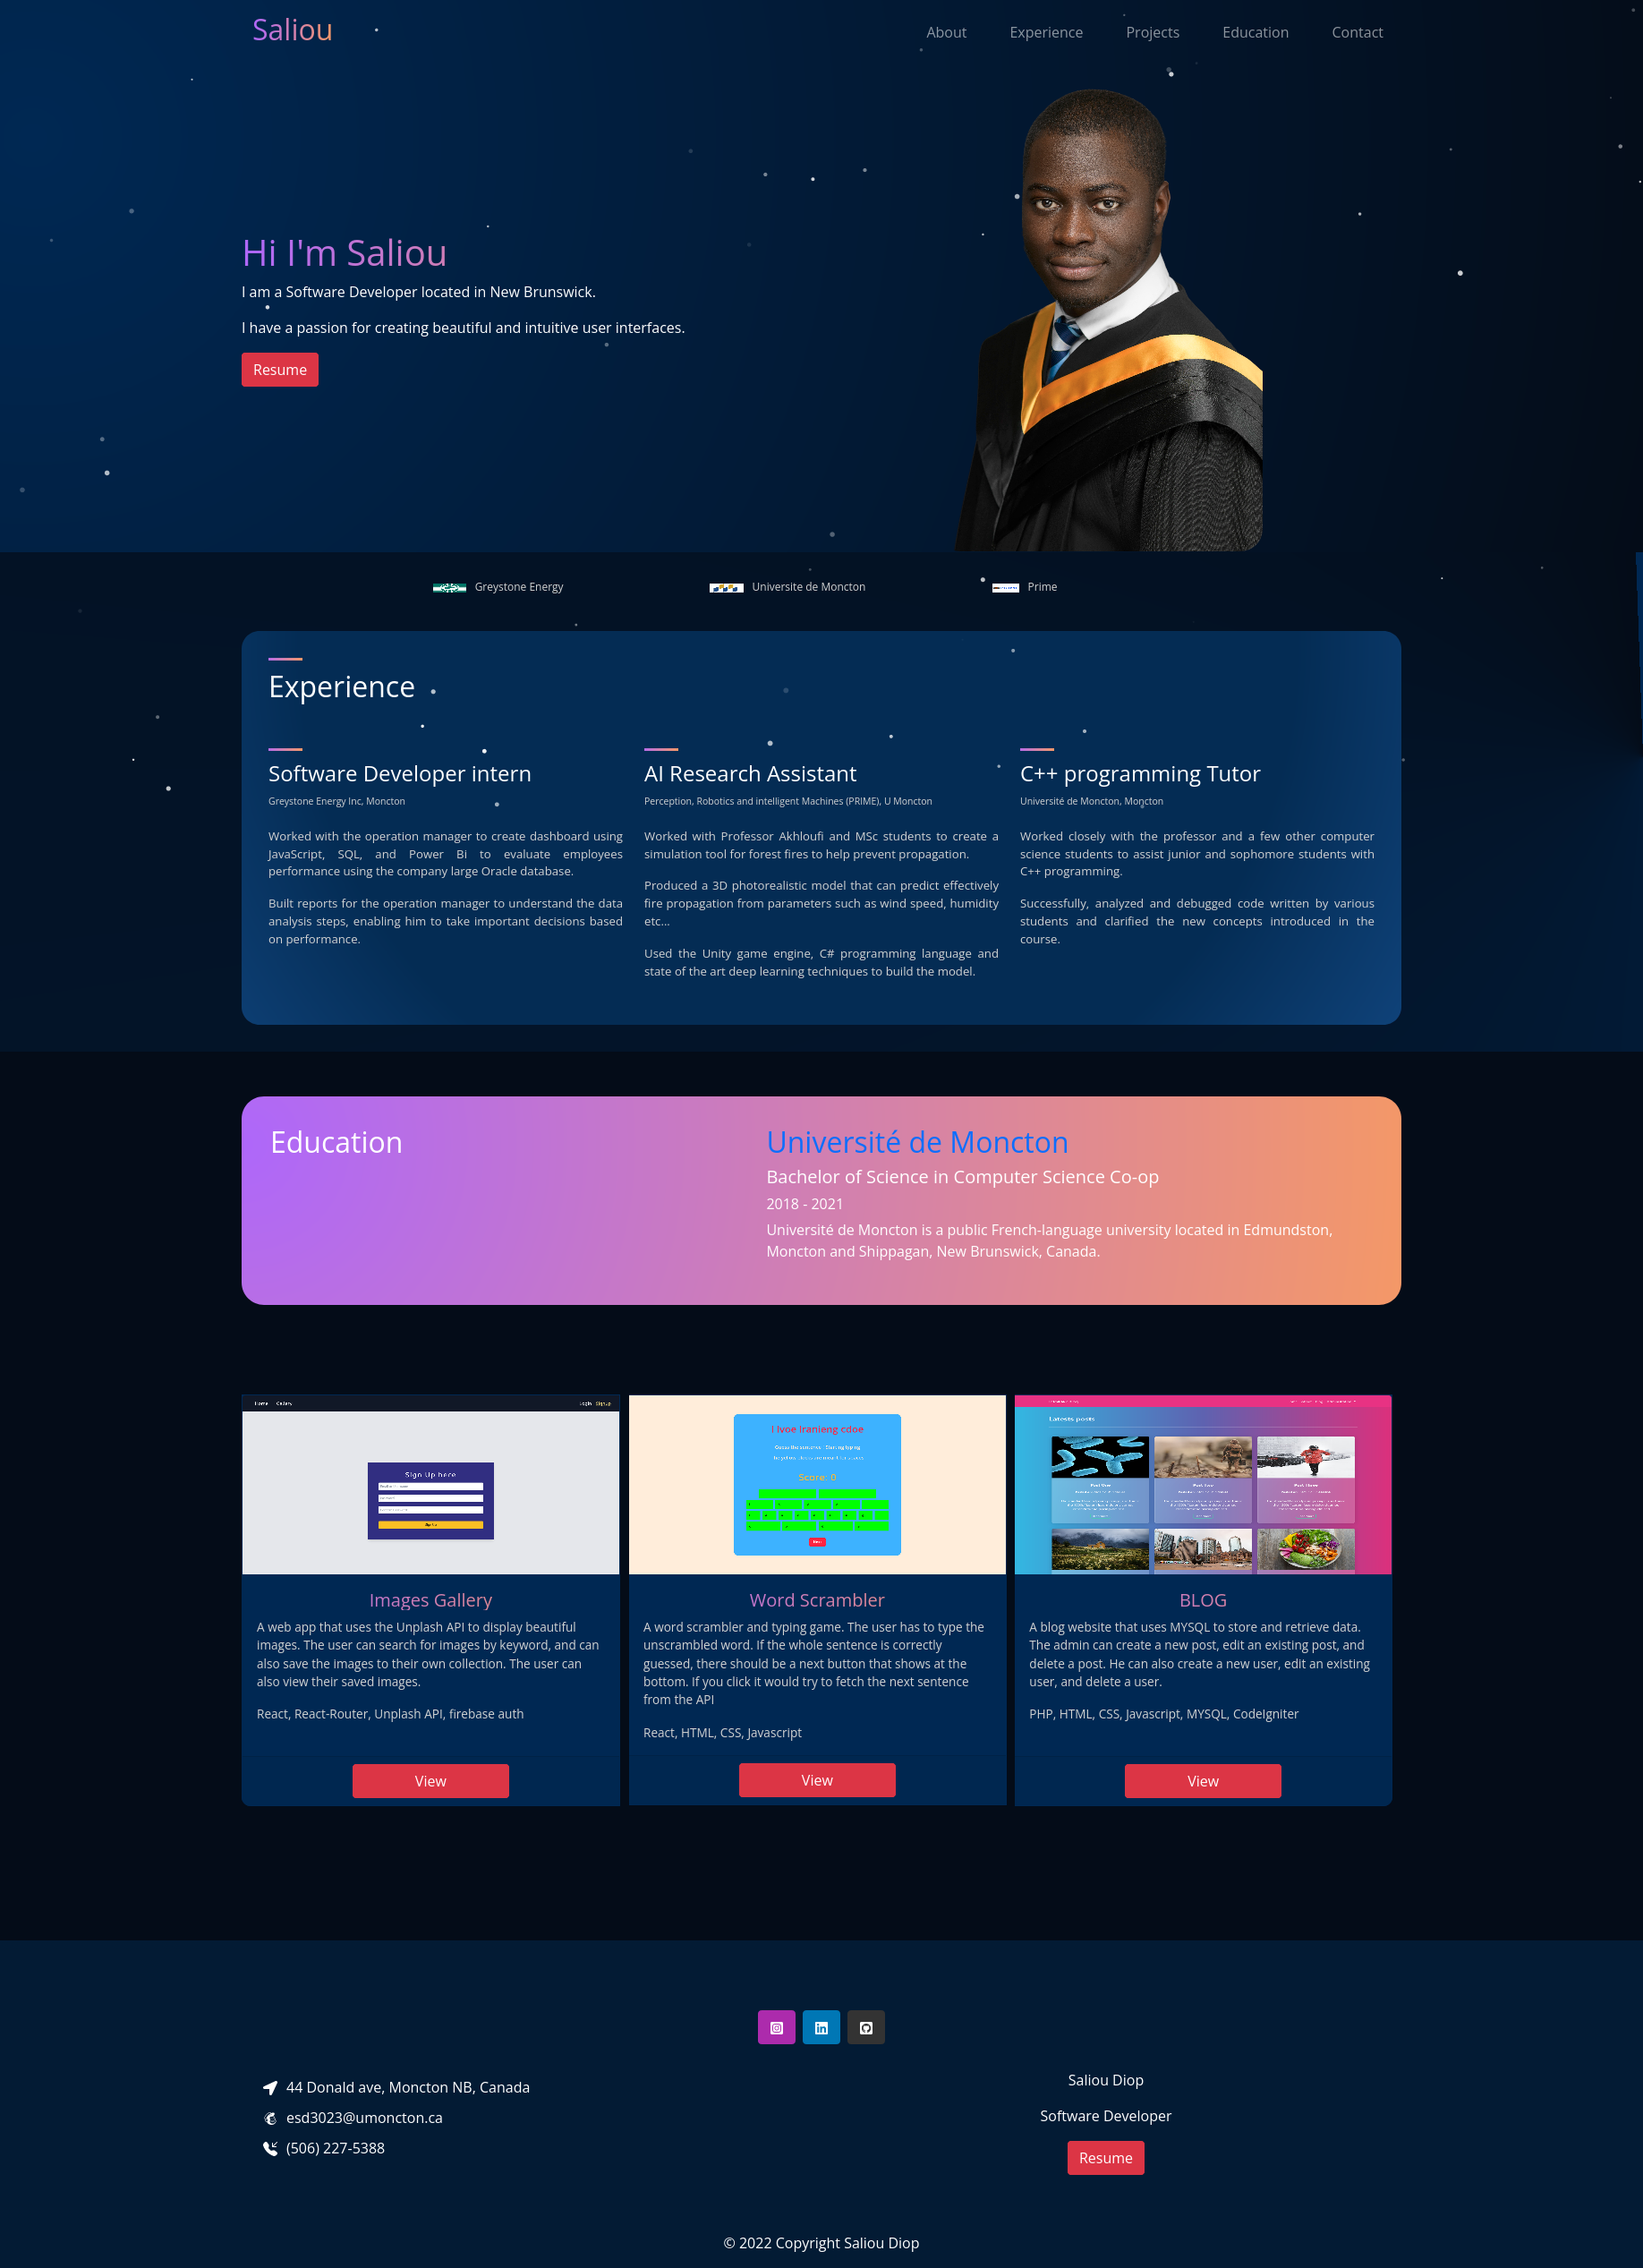 Saliou
About
Experience
Projects
Education
Contact
Hi I'm Saliou
I am a Software Developer located in New Brunswick.
I have a passion for creating beautiful and intuitive user interfaces.
Resume
Greystone Energy
Universite de Moncton
Prime
Experience
Software Developer intern
Greystone Energy Inc, Moncton
Worked with the operation manager to create dashboard using
JavaScript, SQL, and Power Bi to evaluate employees
performance using the company large Oracle database.
Built reports for the operation manager to understand the data
analysis steps, enabling him to take important decisions based
on performance.
AI Research Assistant
Perception, Robotics and intelligent Machines (PRIME), U Moncton
Worked with Professor Akhloufi and MSc students to create a
simulation tool for forest fires to help prevent propagation.
Produced a 3D photorealistic model that can predict effectively
fire propagation from parameters such as wind speed, humidity
etc...
Used the Unity game engine, C# programming language and
state of the art deep learning techniques to build the model.
C++ programming Tutor
Université de Moncton, Moncton
Worked closely with the professor and a few other computer
science students to assist junior and sophomore students with
C++ programming.
Successfully, analyzed and debugged code written by various
students and clarified the new concepts introduced in the
course.
Education
Université de Moncton
Bachelor of Science in Computer Science Co-op
2018 - 2021
Université de Moncton is a public French-language university located in Edmundston,
Moncton and Shippagan, New Brunswick, Canada.
Home
Gallery
Login
Signup
Sign Up here
Sign Up
Images Gallery
A web app that uses the Unplash API to display beautiful
images. The user can search for images by keyword, and can
also save the images to their own collection. The user can
also view their saved images.
React, React-Router, Unplash API, firebase auth
View
I lvoe lranieng cdoe
Score: 0
Word Scrambler
A word scrambler and typing game. The user has to type the
unscrambled word. If the whole sentence is correctly
guessed, there should be a next button that shows at the
bottom. If you click it would try to fetch the next sentence
from the API
React, HTML, CSS, Javascript
View
Latests posts
BLOG
A blog website that uses MYSQL to store and retrieve data.
The admin can create a new post, edit an existing post, and
delete a post. He can also create a new user, edit an existing
user, and delete a user.
PHP, HTML, CSS, Javascript, MYSQL, CodeIgniter
View
44 Donald ave, Moncton NB, Canada
esd3023@umoncton.ca
(506) 227-5388
Saliou Diop
Software Developer
Resume
© 2022 Copyright Saliou Diop